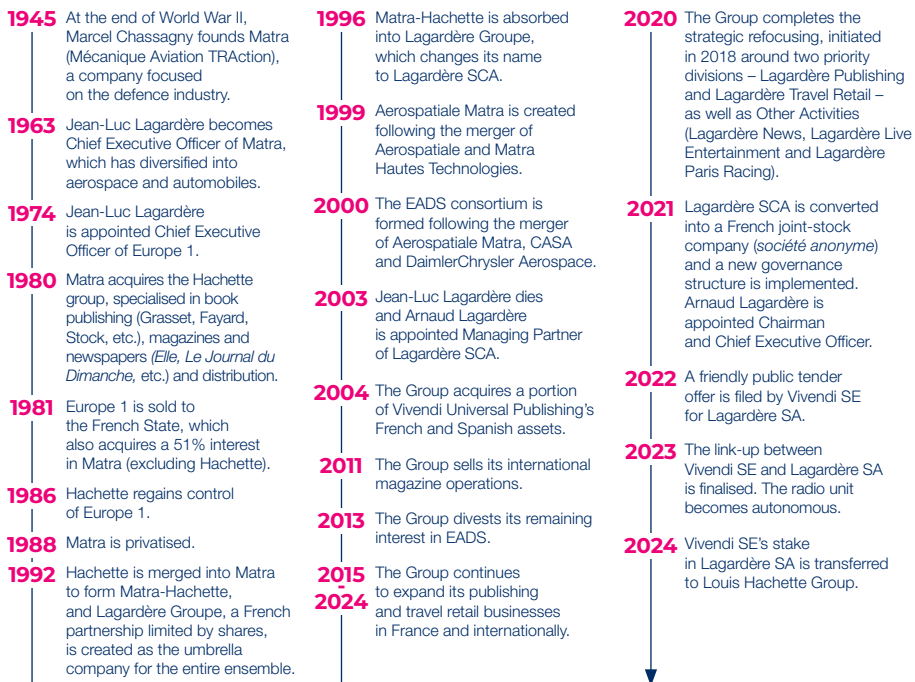 1945 At the end of World War II,
Marcel Chassagny founds Matra
(Mécanique Aviation TRAction),
a company focused
on the defence industry.
1963 Jean-Luc Lagardère becomes
Chief Executive Officer of Matra,
which has diversified into
aerospace and automobiles.
1974 Jean-Luc Lagardère
is appointed Chief Executive
Officer of Europe 1.
1980 Matra acquires the Hachette
group, specialised in book
publishing (Grasset, Fayard,
Stock, etc.), magazines and
newspapers (Elle, Le Journal du
Dimanche, etc.) and distribution.
1981 Europe 1 is sold to
the French State, which
also acquires a 51% interest
in Matra (excluding Hachette).
1986 Hachette regains control
of Europe 1.
1988 Matra is privatised.
1992 Hachette is merged into Matra
to form Matra-Hachette,
and Lagardère Groupe, a French
partnership limited by shares,
is created as the umbrella
company for the entire ensemble.
1996 Matra-Hachette is absorbed
into Lagardère Groupe,
which changes its name
to Lagardère SCA.
1999 Aerospatiale Matra is created
following the merger of
Aerospatiale and Matra
Hautes Technologies.
2000 The EADS consortium is
formed following the merger
of Aerospatiale Matra, CASA
and DaimlerChrysler Aerospace.
2003 Jean-Luc Lagardère dies
and Arnaud Lagardère
is appointed Managing Partner
of Lagardère SCA.
2004 The Group acquires a portion
of Vivendi Universal Publishing's
French and Spanish assets.
2011 The Group sells its international
magazine operations.
2013 The Group divests its remaining
interest in EADS.
2015 - 2024 The Group continues
to expand its publishing
and travel retail businesses
in France and internationally.
2020 The Group completes the
strategic refocusing, initiated
in 2018 around two priority
divisions – Lagardère Publishing
and Lagardère Travel Retail –
as well as Other Activities
(Lagardère News, Lagardère Live
Entertainment and Lagardère
Paris Racing).
2021 Lagardère SCA is converted
into a French joint-stock
company (société anonyme)
and a new governance
structure is implemented.
Arnaud Lagardère is
appointed Chairman
and Chief Executive Officer.
2022 A friendly public tender
offer is filed by Vivendi SE
for Lagardère SA.
2023 The link-up between
Vivendi SE and Lagardère SA
is finalised. The radio unit
becomes autonomous.
2024 Vivendi SE's stake
in Lagardère SA is transferred
to Louis Hachette Group.